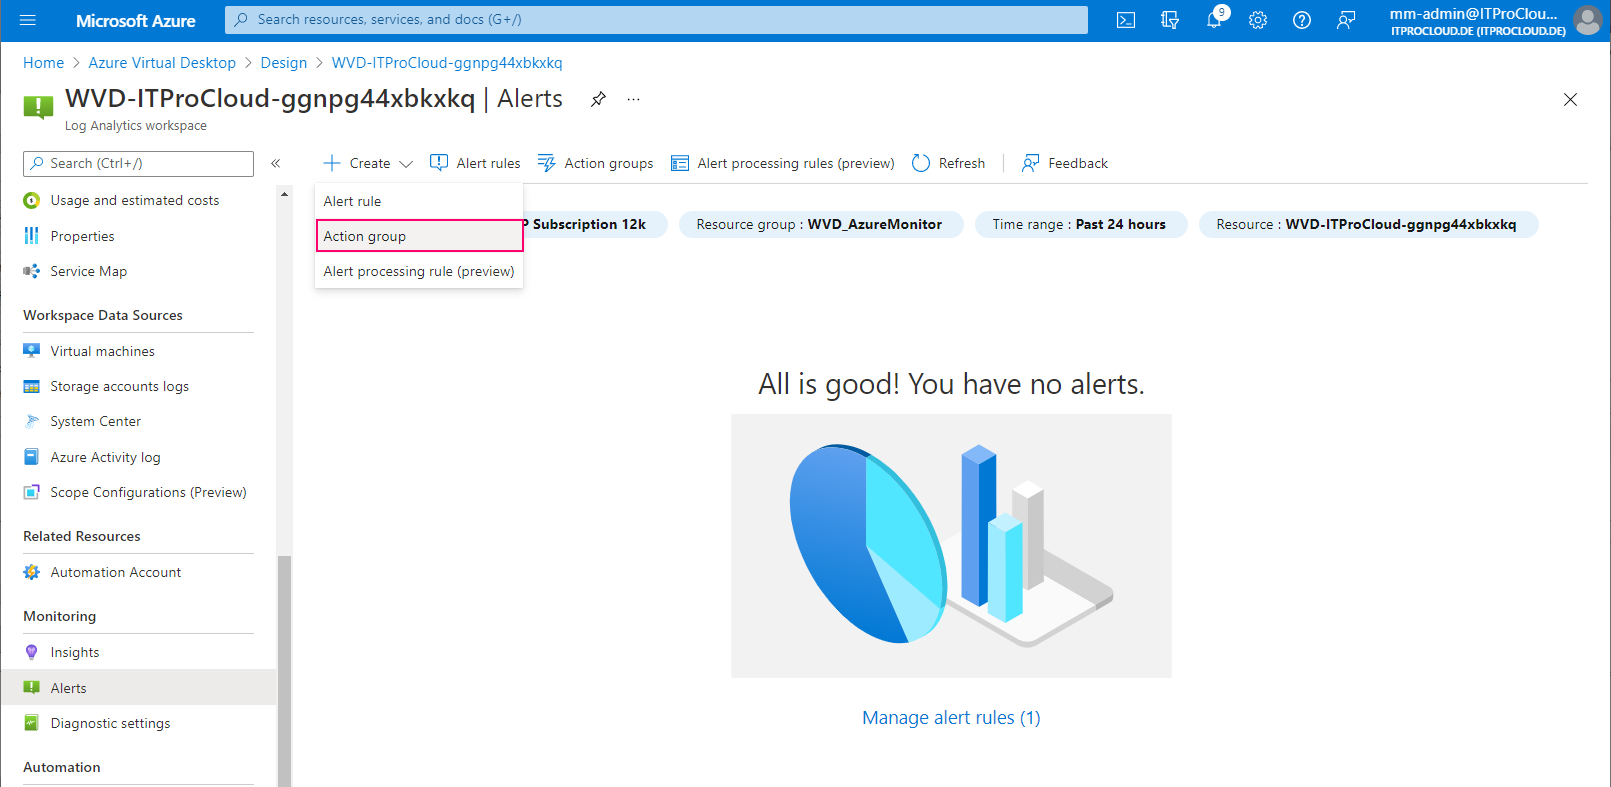 Microsoft Azure
Search resources, services, and docs (G+/)
9
mm-admin@ITProClou...
ITPROCLOUD.DE (ITPROCLOUD.DE)
Home > Azure Virtual Desktop > Design > WVD-ITProCloud-ggnpg44xbkxkq
WVD-ITProCloud-ggnpg44xbkxkq | Alerts
Log Analytics workspace
Search (Ctrl+/)
Usage and estimated costs
Properties
Service Map
Workspace Data Sources
Virtual machines
Storage accounts logs
System Center
Azure Activity log
Scope Configurations (Preview)
Related Resources
Automation Account
Monitoring
Insights
Alerts
Diagnostic settings
Automation
Create
Alert rules
Action groups
Alert processing rules (preview)
Refresh
Feedback
Alert rule
Action group
Alert processing rule (preview)
P Subscription 12k
Resource group : WVD_AzureMonitor
Time range : Past 24 hours
Resource : WVD-ITProCloud-ggnpg44xbkxkq
All is good! You have no alerts.
Manage alert rules (1)